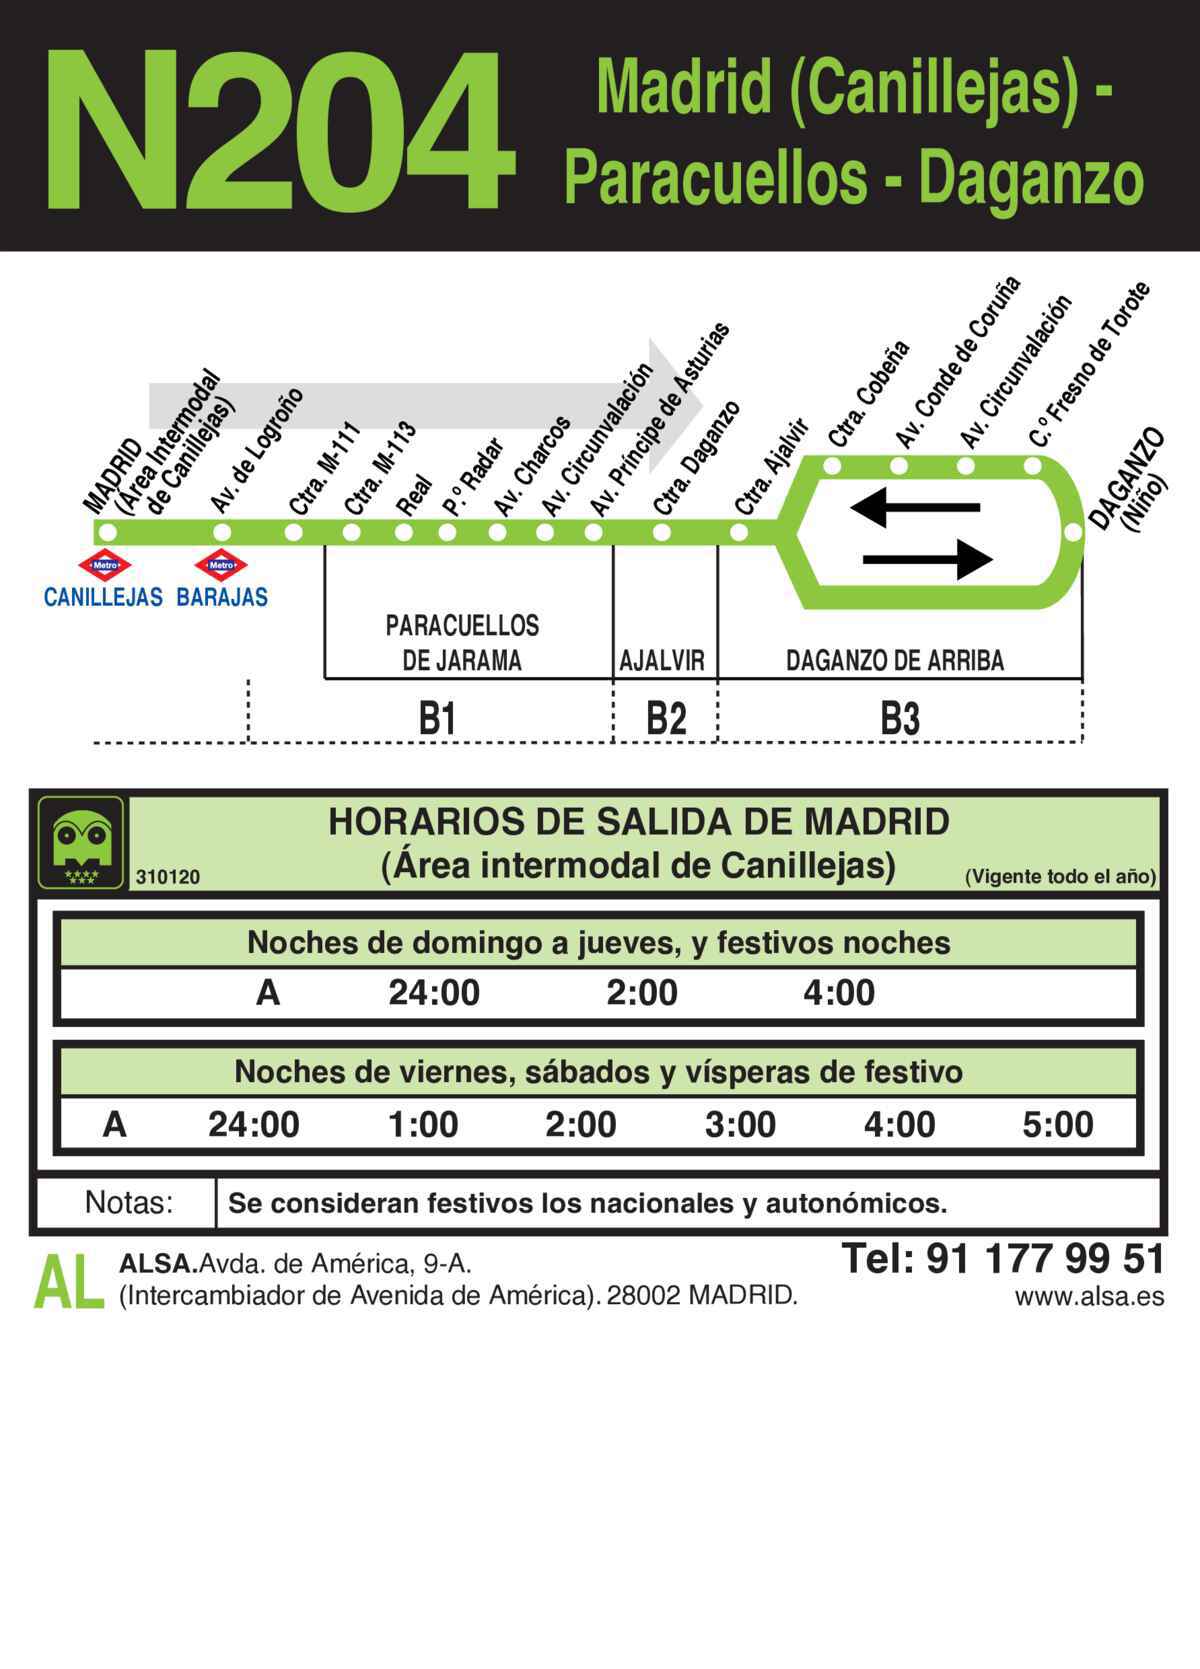 N204
Madrid (Canillejas) -
Paracuellos - Daganzo
MADRID
(Área Intermodal
de Canillejas)
Av. de Logroño
Ctra. M-111
Ctra. M-113
Real
P.º Radar
Av. Charcos
Av. Circunvalación
Av. Príncipe de Asturias
Ctra. Daganzo
Ctra. Ajalvir
Ctra. Cobeña
Av. Conde de Coruña
Av. Circunvalación
C.º Fresno de Torote
DAGANZO
(Niño)
Metro
Metro
CANILLEJAS
BARAJAS
PARACUELLOS
DE JARAMA
AJALVIR
DAGANZO DE ARRIBA
B1
B2
B3
HORARIOS DE SALIDA DE MADRID
(Área intermodal de Canillejas)
310120
(Vigente todo el año)
Noches de domingo a jueves, y festivos noches
A 24:00 2:00 4:00
Noches de viernes, sábados y vísperas de festivo
A 24:00 1:00 2:00 3:00 4:00 5:00
Notas: Se consideran festivos los nacionales y autonómicos.
AL
ALSA.Avda. de América, 9-A.
(Intercambiador de Avenida de América). 28002 MADRID.
Tel: 91 177 99 51
www.alsa.es